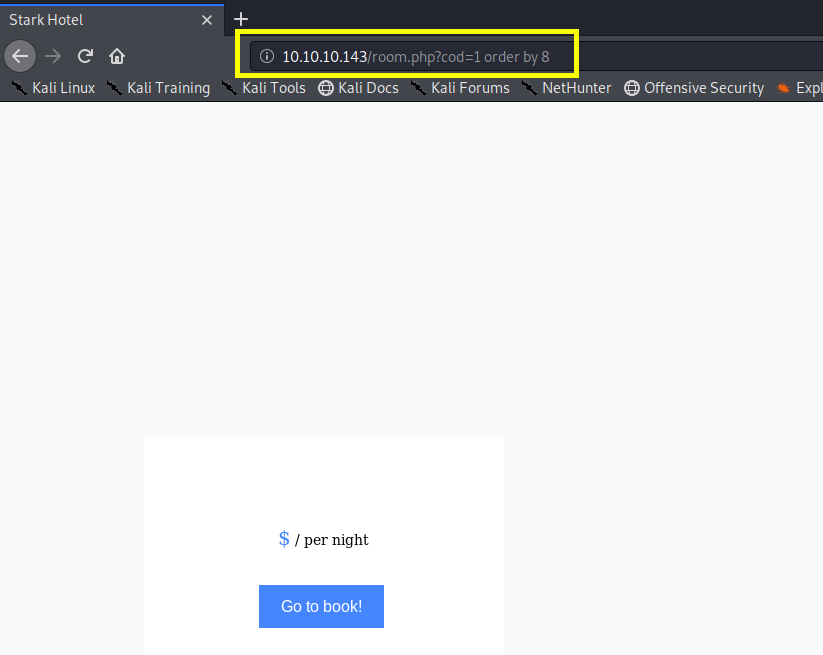 Stark Hotel
10.10.10.143/room.php?cod=1 order by 8
Kali Linux Kali Training Kali Tools Kali Docs Kali Forums NetHunter Offensive Security Expl
$ / per night
Go to book!